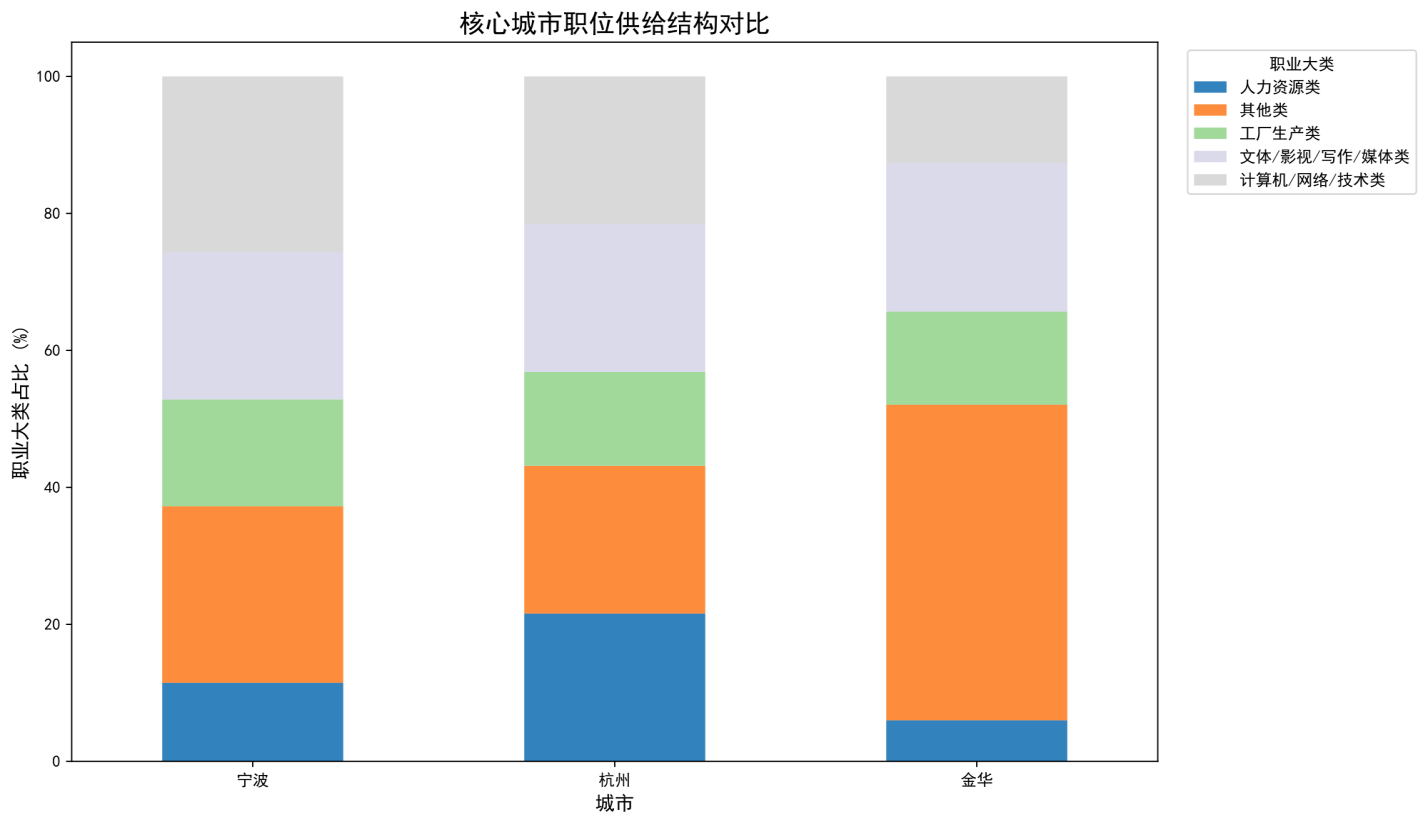 核心城市职位供给结构对比
职业大类占比 (%)
100
80
60
40
20
0
宁波
杭州
金华
城市
职业大类
人力资源类
其他类
工厂生产类
文体/影视/写作/媒体类
计算机/网络/技术类